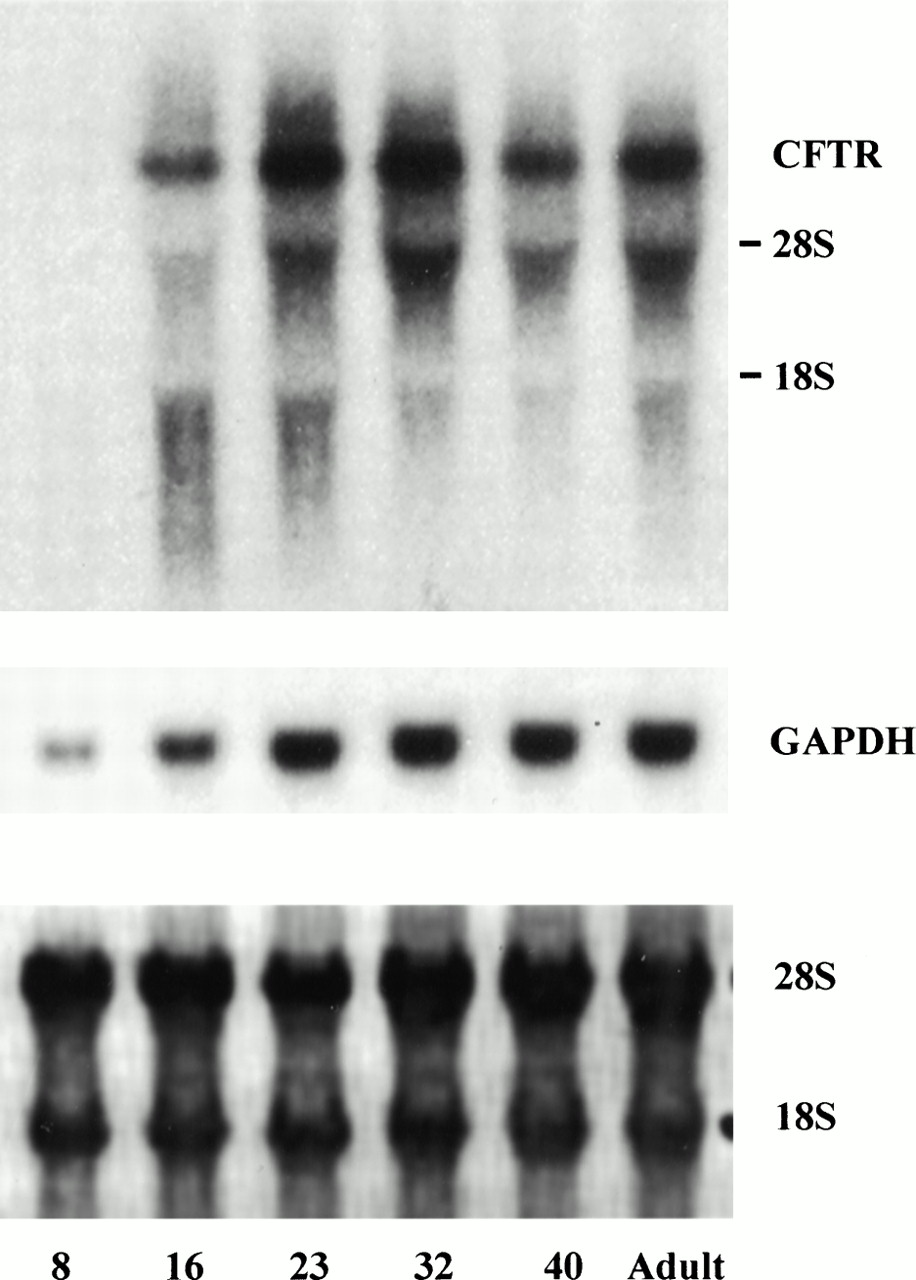 CFTR
- 28S
- 18S
GAPDH
28S
18S
8 16 23 32 40 Adult